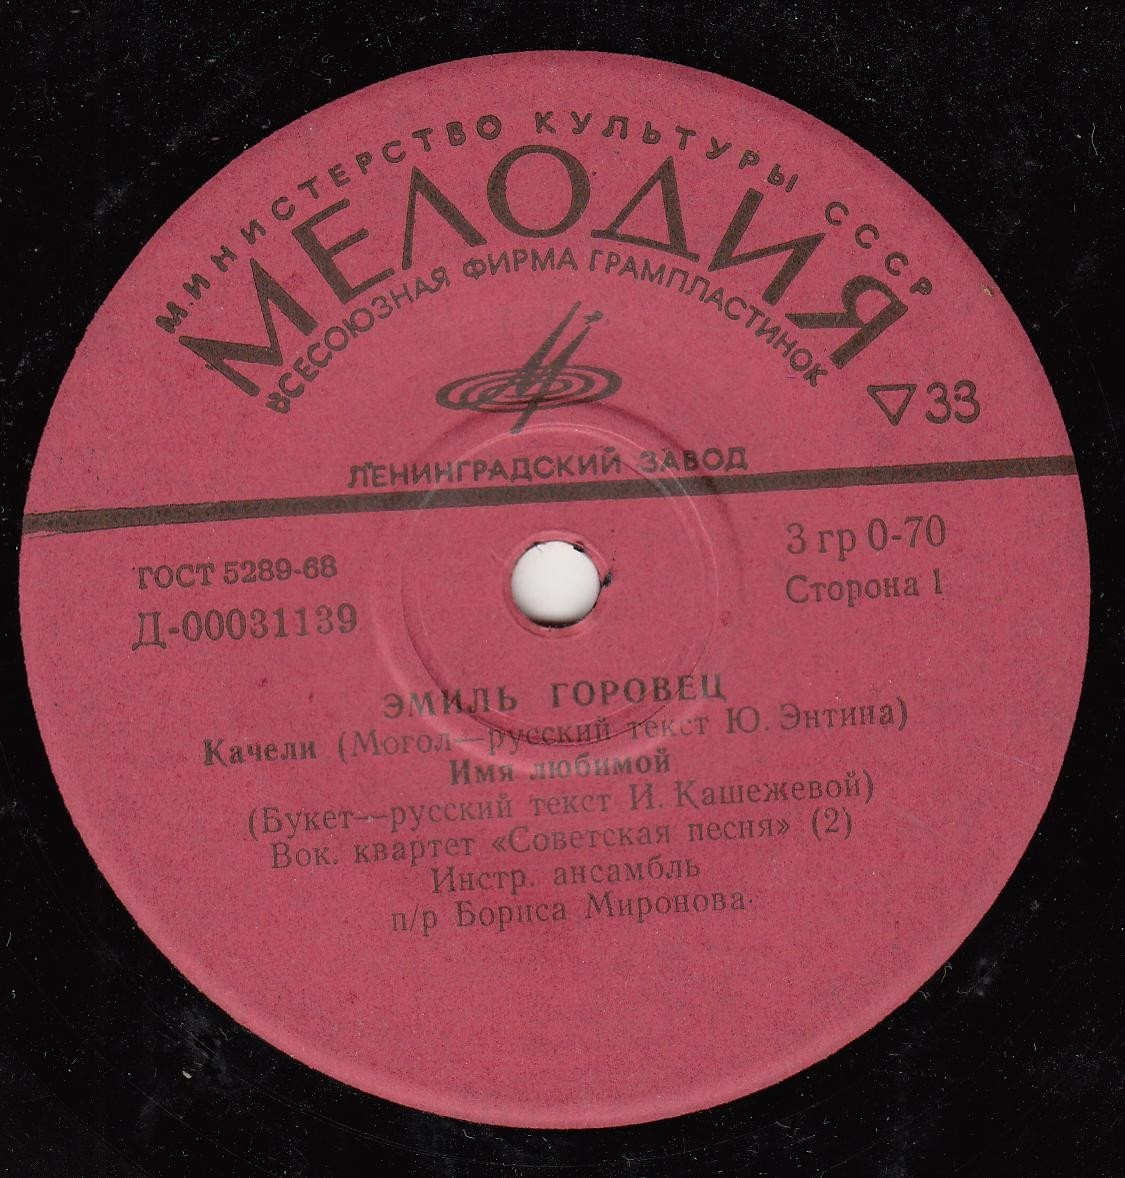 МИНИСТЕРСТВО КУЛЬТУРЫ СССР
МЕЛОДИЯ
ВСЕСОЮЗНАЯ ФИРМА ГРАМПЛАСТИНОК
33
ЛЕНИНГРАДСКИЙ ЗАВОД
ГОСТ 5289-68
Д-00031139
3 гр 0-70
Сторона 1
ЭМИЛЬ ГОРОВЕЦ
Качели (Могол—русский текст Ю. Энтина)
Имя любимой
(Букет—русский текст И. Кашежевой)
Вок. квартет «Советская песня» (2)
Инстр. ансамбль
п/р Бориса Миронова